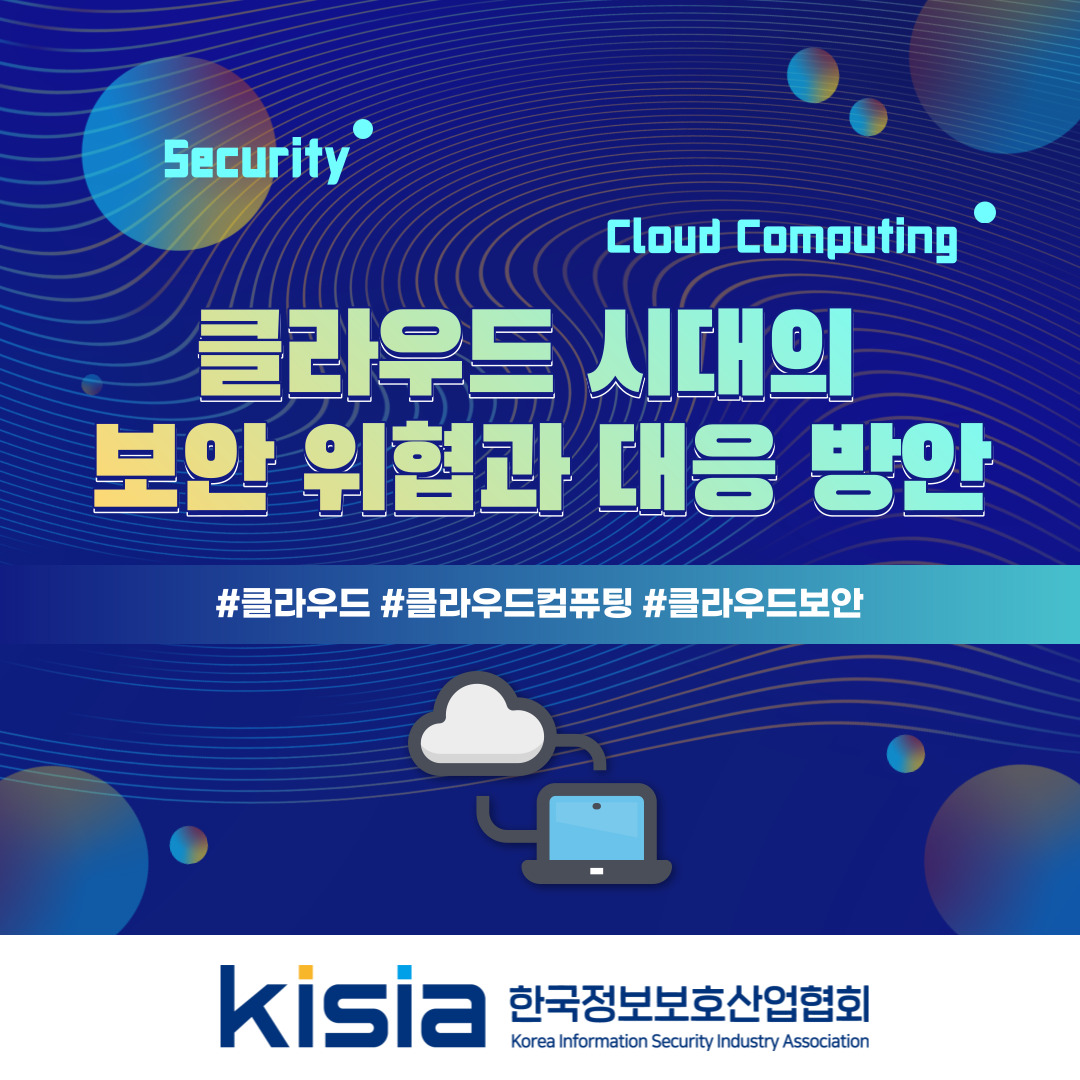 Security
Cloud Computing
클라우드 시대의
보안 위협과 대응 방안
#클라우드 #클라우드컴퓨팅 #클라우드보안
kisia 한국정보보호산업협회
Korea Information Security Industry Association